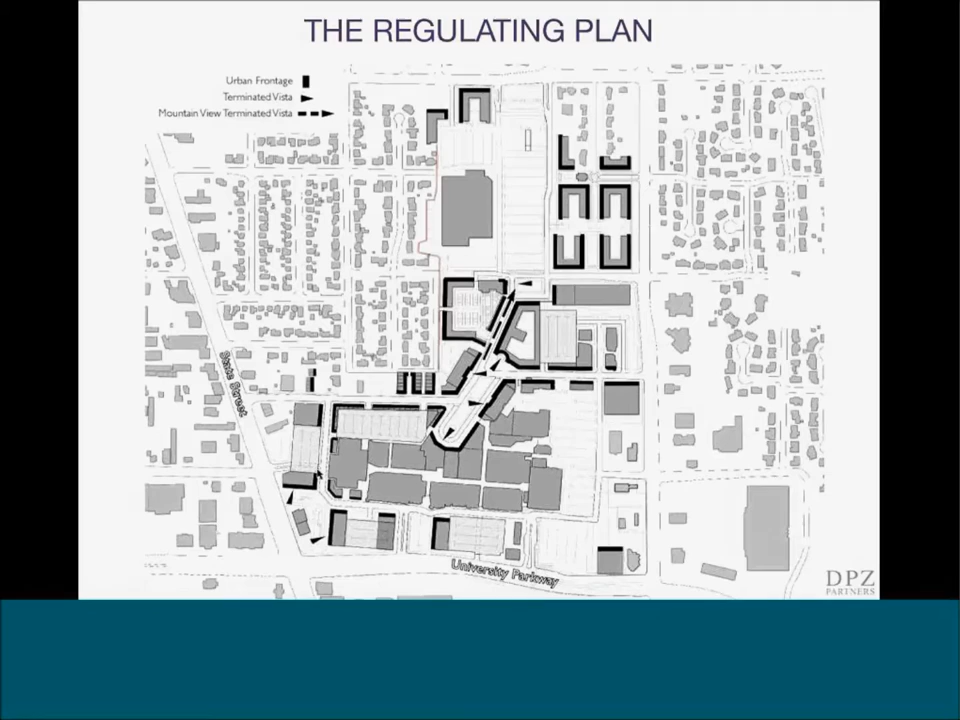 THE REGULATING PLAN
Urban Frontage
Terminated Vista
Mountain View Terminated Vista
State Street
University Parkway
DPZ
PARTNERS